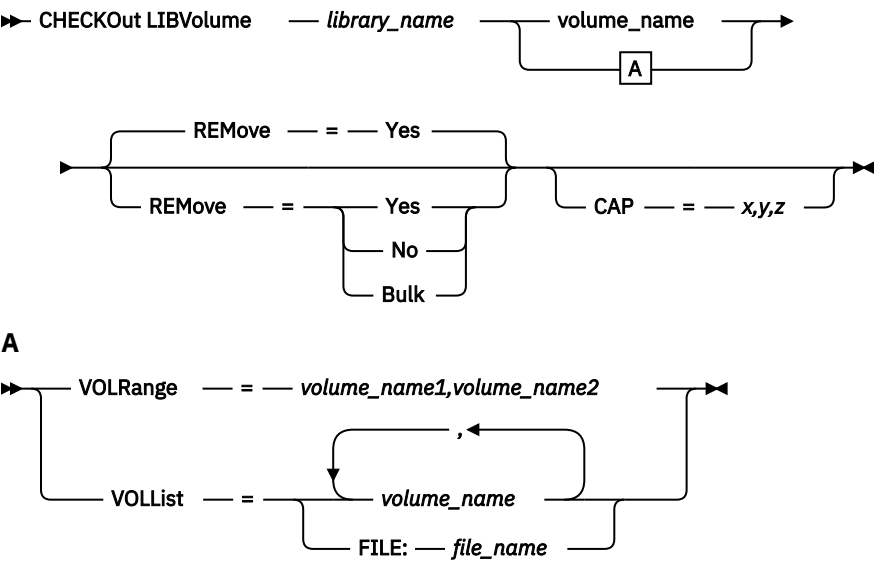 CHECKOut LIBVolume — library_name — volume_name
A
REMove — = — Yes
REMove — = — Yes
CAP — = — x,y,z
No
Bulk
A
VOLRange — = — volume_name1,volume_name2
,
VOLList — = — volume_name
FILE: — file_name